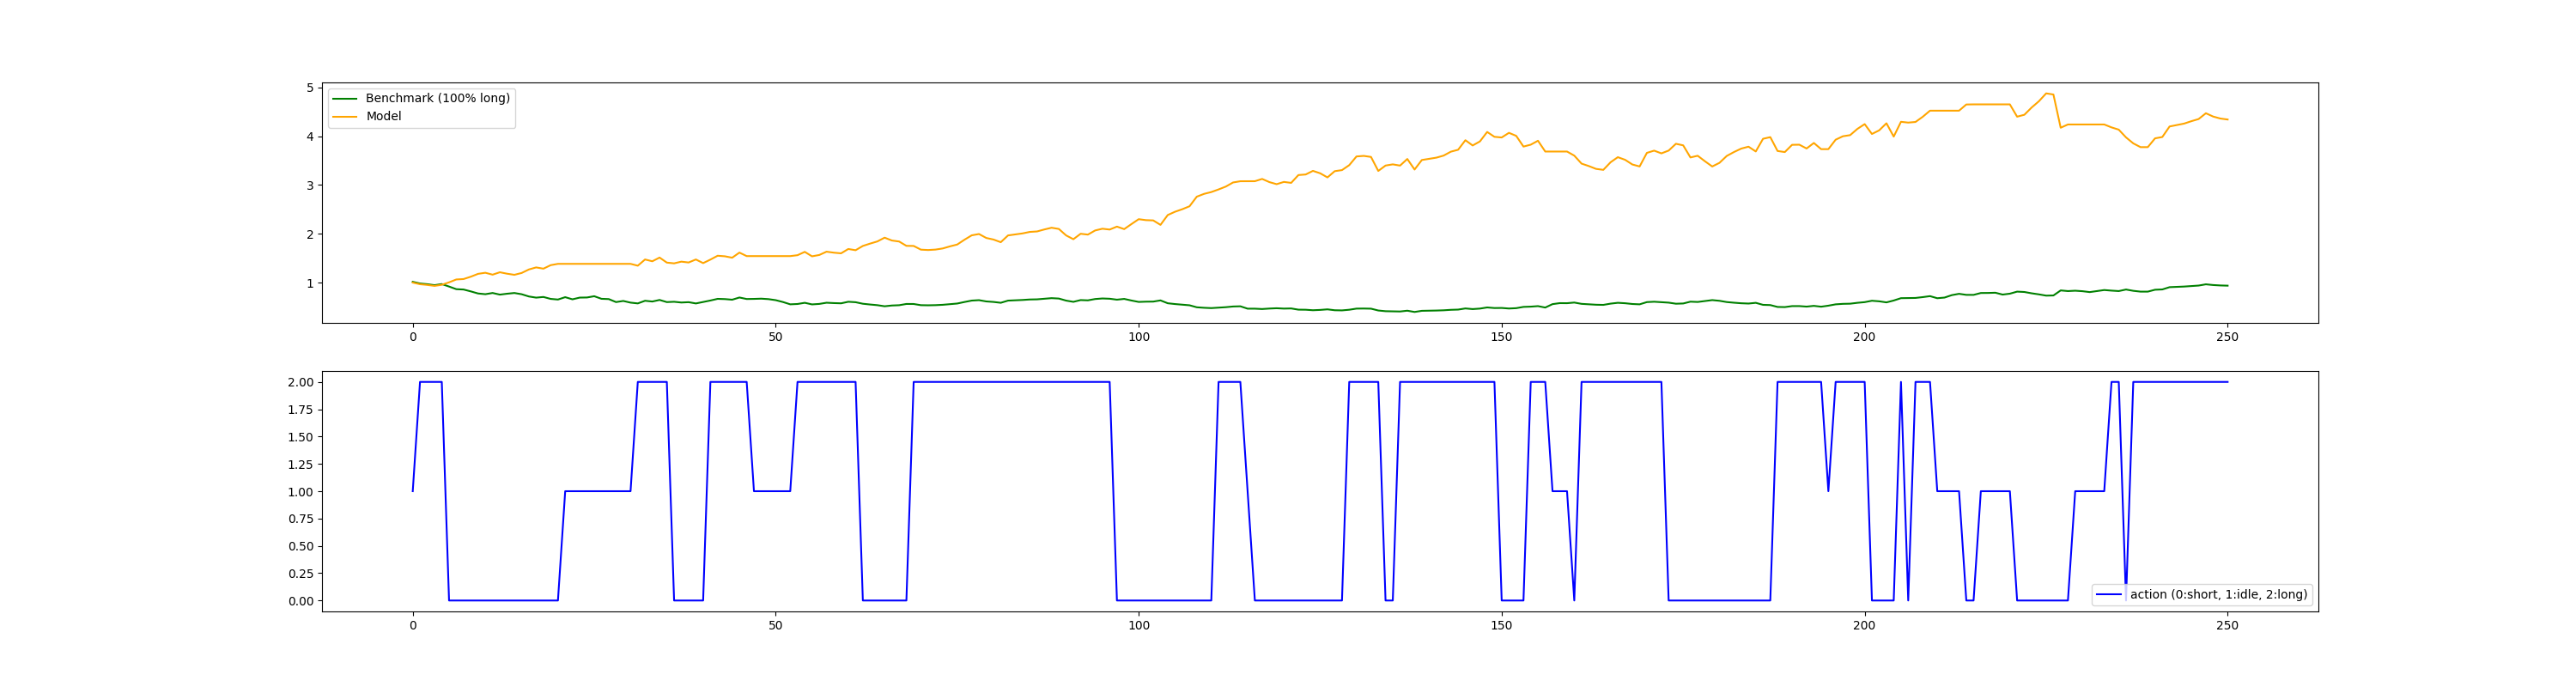 5
Benchmark (100% long)
Model
4
3
2
1
0 50 100 150 200 250
2.00
1.75
1.50
1.25
1.00
0.75
0.50
0.25
0.00
action (0:short, 1:idle, 2:long)
0 50 100 150 200 250